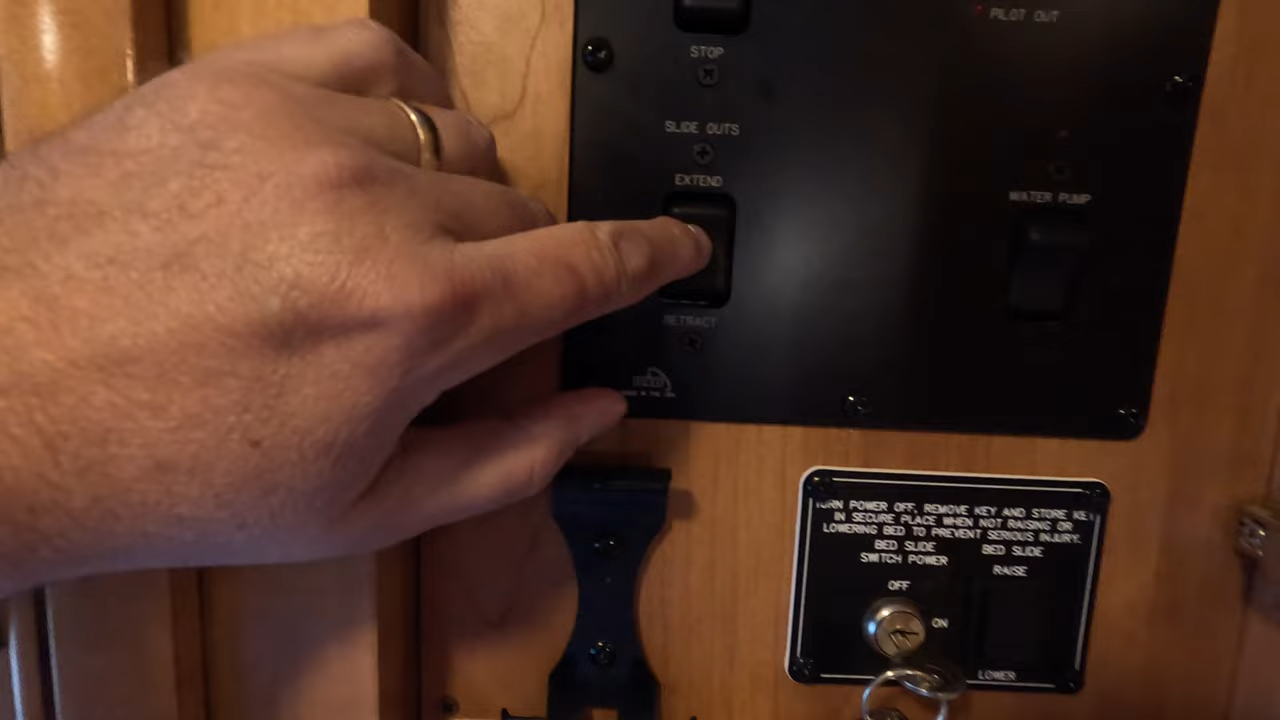 PILOT OUT
STOP
SLIDE OUTS
EXTEND
WATER PUMP
RETRACT
TURN POWER OFF, REMOVE KEY AND STORE KEY
IN SECURE PLACE WHEN NOT RAISING OR
LOWERING BED TO PREVENT SERIOUS INJURY.
BED SLIDE
SWITCH POWER
BED SLIDE
RAISE
OFF
ON
LOWER